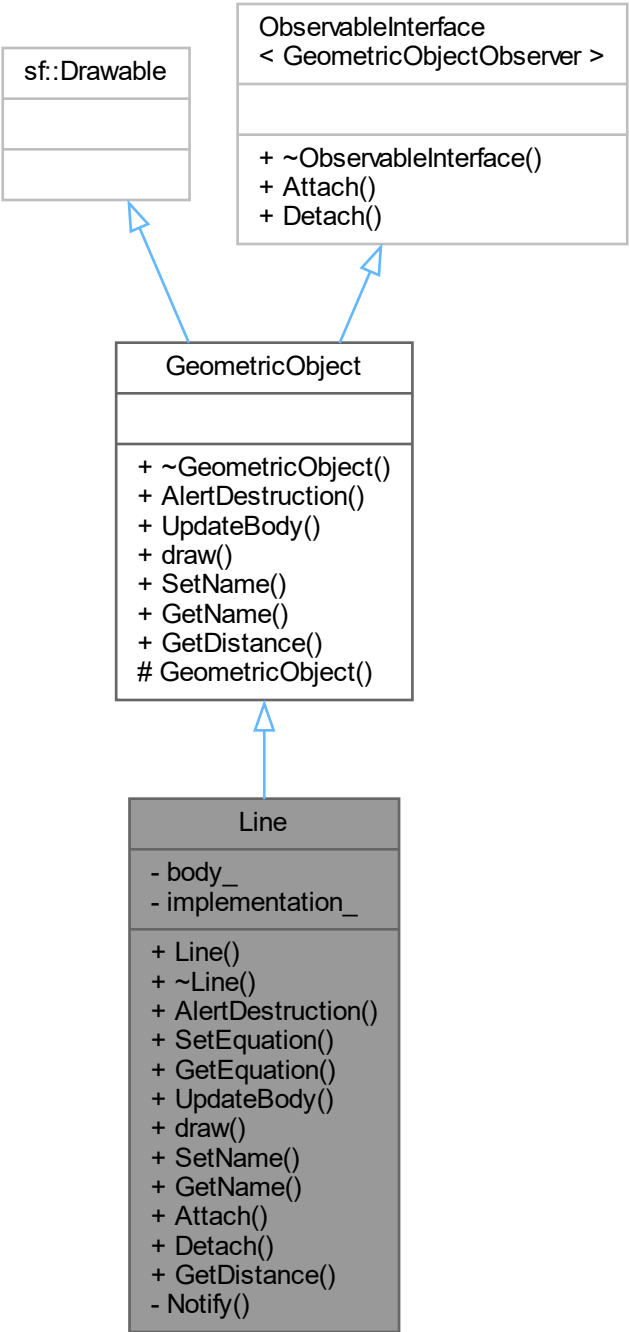 ObservableInterface
< GeometricObjectObserver >
sf::Drawable
+ ~ObservableInterface()
+ Attach()
+ Detach()
GeometricObject
+ ~GeometricObject()
+ AlertDestruction()
+ UpdateBody()
+ draw()
+ SetName()
+ GetName()
+ GetDistance()
# GeometricObject()
Line
- body_
- implementation_
+ Line()
+ ~Line()
+ AlertDestruction()
+ SetEquation()
+ GetEquation()
+ UpdateBody()
+ draw()
+ SetName()
+ GetName()
+ Attach()
+ Detach()
+ GetDistance()
- Notify()